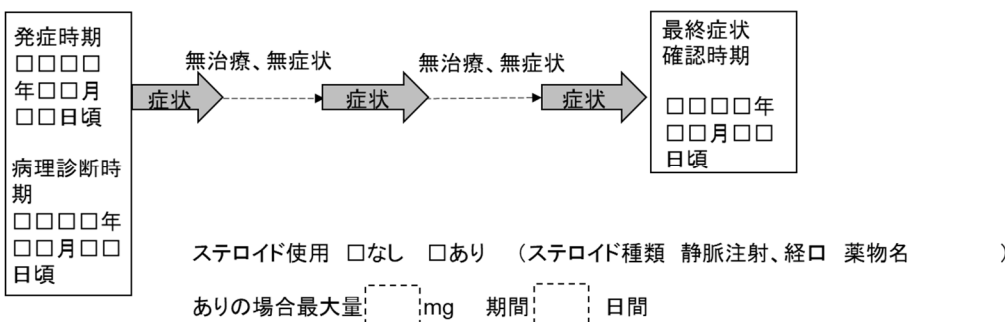 発症時期
□□□□
年□□月
□□日頃
病理診断時
期
□□□□年
□□月□□
日頃
無治療、無症状
無治療、無症状
症状
症状
症状
最終症状
確認時期
□□□□年
□□月□□
日頃
ステロイド使用 □なし □あり （ステロイド種類 静脈注射、経口 薬物名 ）
ありの場合最大量 mg 期間 日間